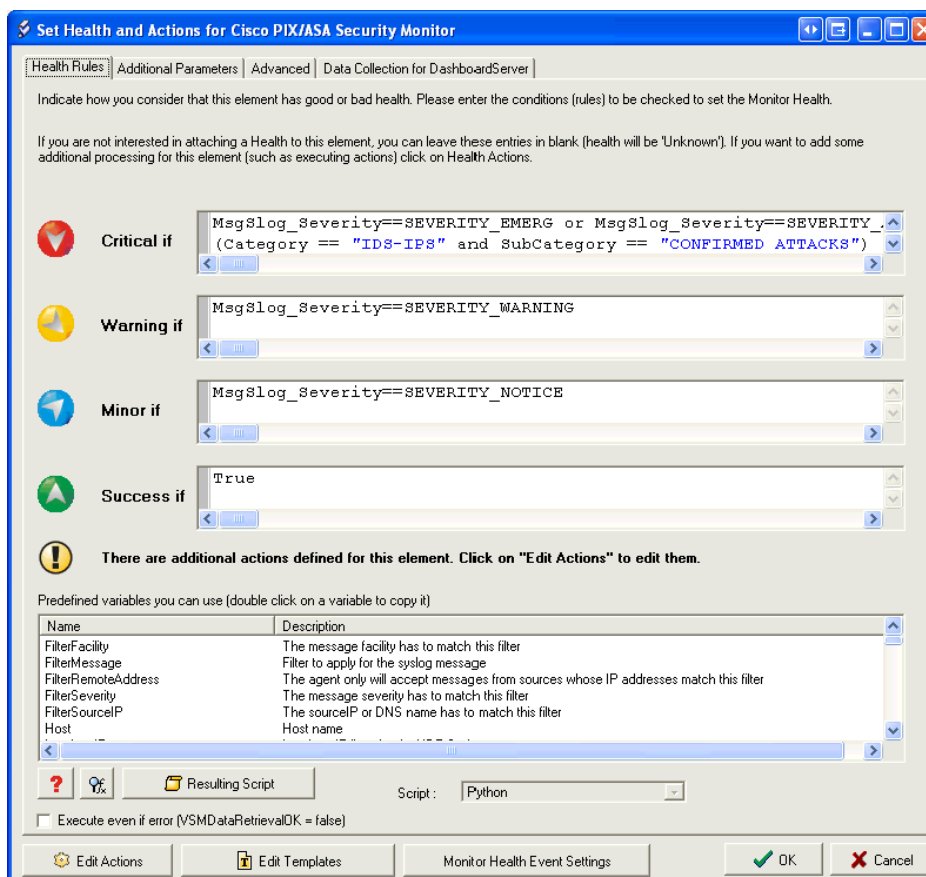 Set Health and Actions for Cisco PIX/ASA Security Monitor
Health Rules Additional Parameters Advanced Data Collection for DashboardServer
Indicate how you consider that this element has good or bad health. Please enter the conditions (rules) to be checked to set the Monitor Health.
If you are not interested in attaching a Health to this element, you can leave these entries in blank (health will be 'Unknown'). If you want to add some
additional processing for this element (such as executing actions) click on Health Actions.
Critical if
MsgSlog_Severity==SEVERITY_EMERG or MsgSlog_Severity==SEVERITY_
(Category == "IDS-IPS" and SubCategory == "CONFIRMED ATTACKS")
Warning if
MsgSlog_Severity==SEVERITY_WARNING
Minor if
MsgSlog_Severity==SEVERITY_NOTICE
Success if
True
There are additional actions defined for this element. Click on "Edit Actions" to edit them.
Predefined variables you can use (double click on a variable to copy it)
Name Description
FilterFacility The message facility has to match this filter
FilterMessage Filter to apply for the syslog message
FilterRemoteAddress The agent only will accept messages from sources whose IP addresses match this filter
FilterSeverity The message severity has to match this filter
FilterSourceIP The sourceIP or DNS name has to match this filter
Host Host name
Resulting Script
Script : Python
Execute even if error (VSMDataRetrievalOK = false)
Edit Actions Edit Templates Monitor Health Event Settings OK Cancel